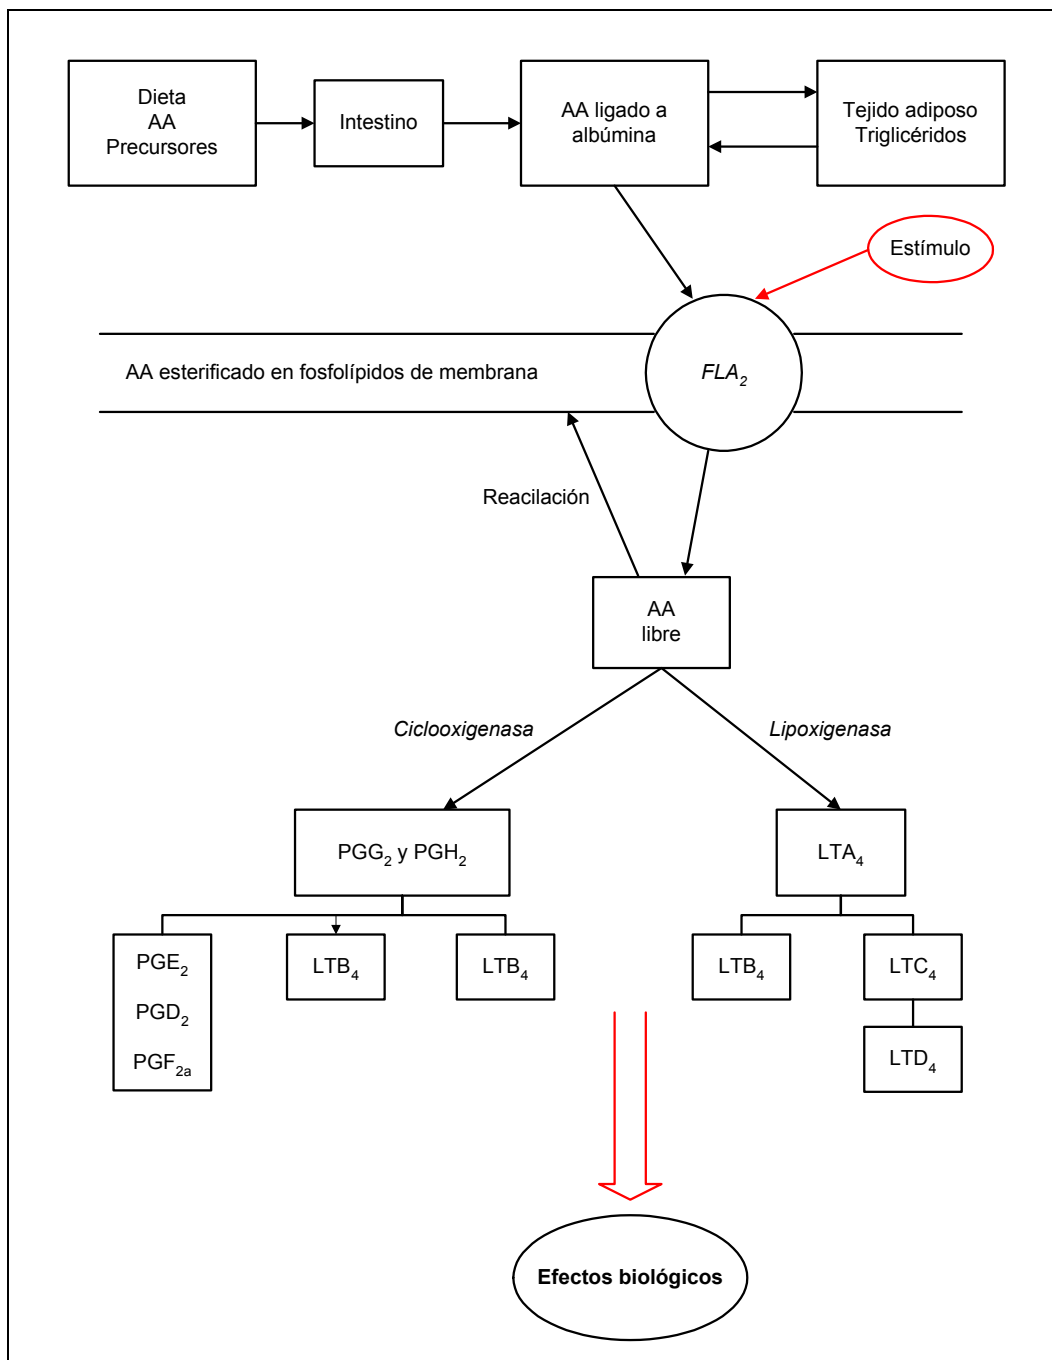 Dieta
AA
Precursores
Intestino
AA ligado a
albúmina
Tejido adiposo
Triglicéridos
Estímulo
AA esterificado en fosfolípidos de membrana
FLA2
Reacilación
AA
libre
Ciclooxigenasa
Lipoxigenasa
PGG2 y PGH2
LTA4
PGE2
PGD2
PGF2a
LTB4
LTB4
LTB4
LTC4
LTD4
Efectos biológicos